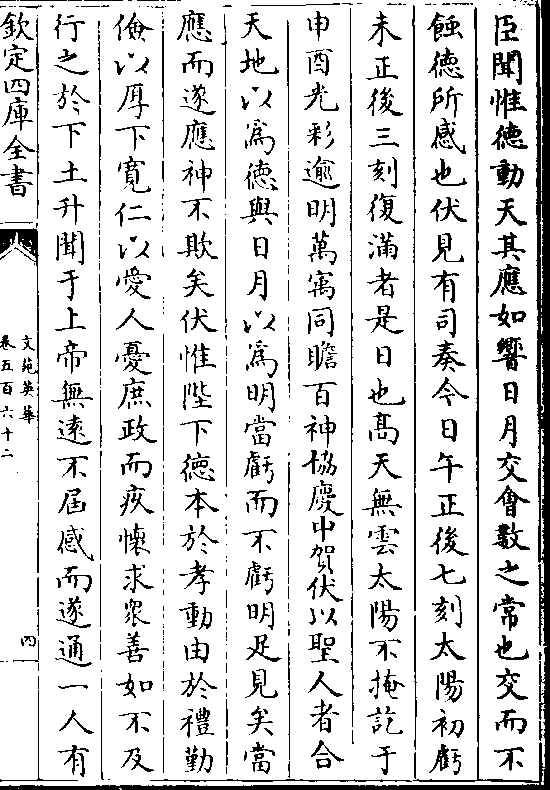 臣聞惟德動天其應如響日月交會數之常也交而不
蝕德所感也伏見有司奏今日午正後七刻太陽初虧
未正後三刻復滿者是日也髙天無雲太陽不掩訖于
申酉光彩逾明萬㝢同瞻百神協慶中賀伏以聖人者合
天地以為德與日月以為明當虧而不虧明足見矣當
應而遂應神不欺矣伏惟陛下德本於孝動由於禮勤
儉以厚下寛仁以愛人憂庶政而疚懷求衆善如不及
行之於下土升聞于上帝無逺不屆感而遂通一人有
欽定四庫全書
文苑英華
卷五百六十二
四